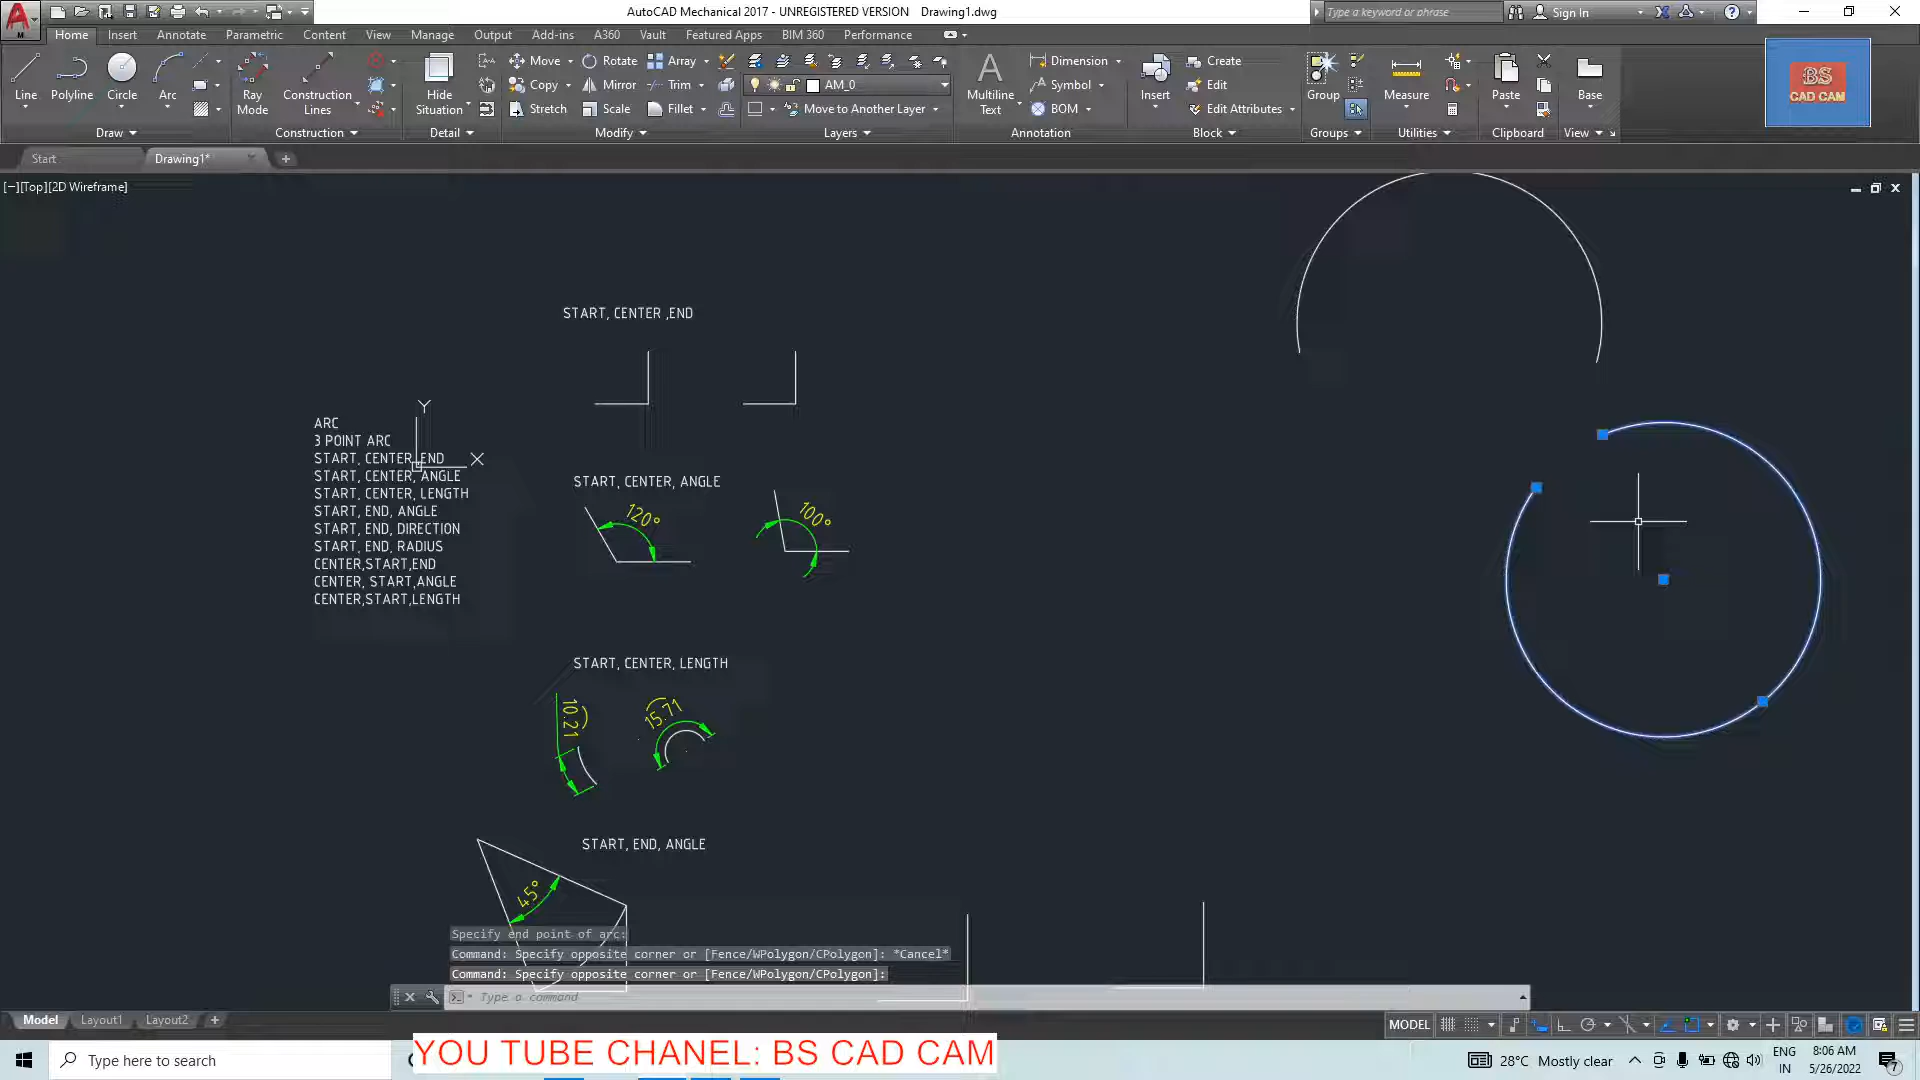 AutoCAD Mechanical 2017 - UNREGISTERED VERSION Drawing1.dwg
Type a keyword or phrase
Sign In
M
Home Insert Annotate Parametric Content View Manage Output Add-ins A360 Vault Featured Apps BIM 360 Performance
Line Polyline Circle Arc
Ray Mode
Construction Lines
Hide Situation
Move Rotate Array
Copy Mirror Trim
Stretch Scale Fillet
AM_0
Move to Another Layer
Multiline Text
Dimension
Symbol
BOM
Insert
Create
Edit
Edit Attributes
Group
Measure
Paste
Base
BS
CAD CAM
Draw Construction Detail Modify Layers Annotation Block Groups Utilities Clipboard View
Start Drawing1*
[−][Top][2D Wireframe]
START, CENTER ,END
Y
X
ARC
3 POINT ARC
START, CENTER,END
START, CENTER, ANGLE
START, CENTER, LENGTH
START, END, ANGLE
START, END, DIRECTION
START, END, RADIUS
CENTER,START,END
CENTER, START,ANGLE
CENTER,START,LENGTH
START, CENTER, ANGLE
120°
100°
START, CENTER, LENGTH
10.21
15.71
START, END, ANGLE
45°
Specify end point of arc:
Command: Specify opposite corner or [Fence/WPolygon/CPolygon]: *Cancel*
Command: Specify opposite corner or [Fence/WPolygon/CPolygon]:
Type a command
Model Layout1 Layout2
MODEL
Type here to search
YOU TUBE CHANEL: BS CAD CAM
28°C Mostly clear
ENG
IN
8:06 AM
5/26/2022
7